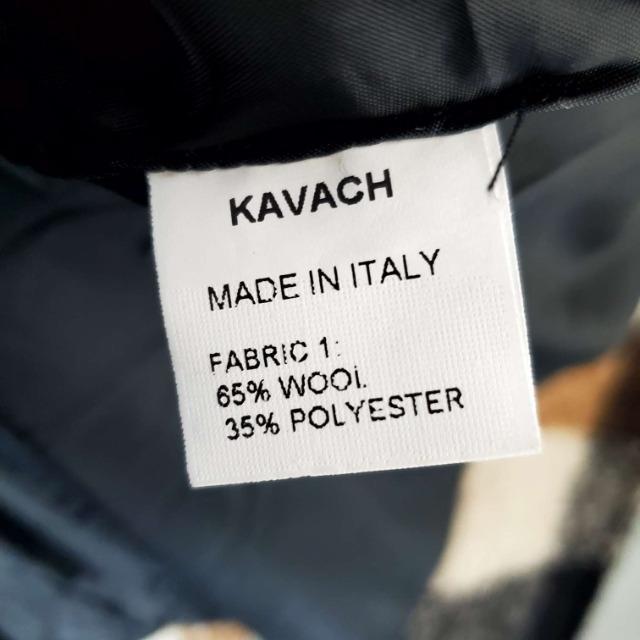 KAVACH
MADE IN ITALY
FABRIC 1:
65% WOOL
35% POLYESTER